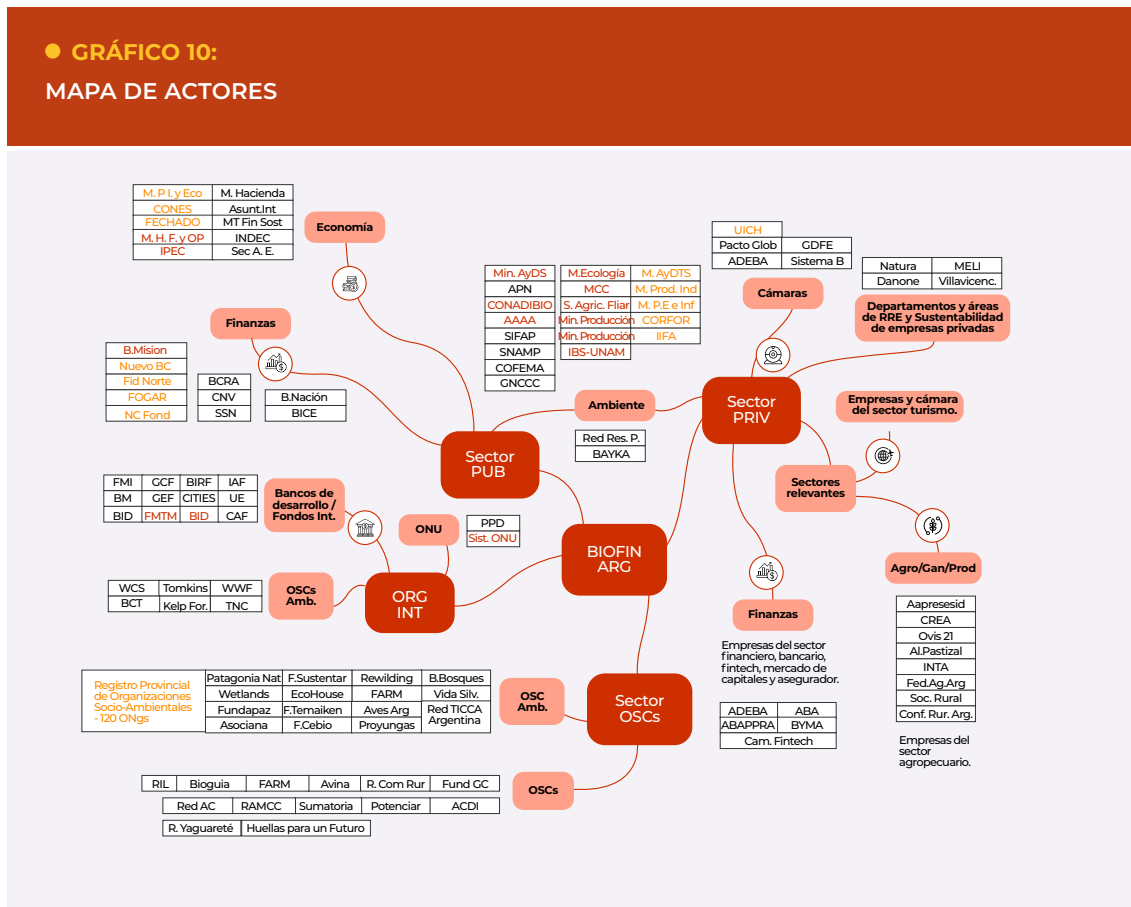 GRÁFICO 10:
MAPA DE ACTORES
M. P I. y Eco
M. Hacienda
CONES
Asunt.Int
FECHADO
MT Fin Sost
M. H. F. y OP
INDEC
IPEC
Sec A. E.
Economía
Finanzas
B.Mision
Nuevo BC
Fid Norte
FOGAR
NC Fond
BCRA
CNV
SSN
B.Nación
BICE
Min. AyDS
APN
CONADIBIO
AAAA
SIFAP
SNAMP
COFEMA
GNCCC
M.Ecología
MCC
S. Agric. Fliar
Min. Producción
Min. Producción
IBS-UNAM
M. AyDTS
M. Prod. Ind
M. P.E e Inf
CORFOR
IIFA
Ambiente
Red Res. P.
BAYKA
Sector
PUB
UICH
Pacto Glob
GDFE
ADEBA
Sistema B
Cámaras
Natura
MELI
Danone
Villavicenc.
Departamentos y áreas
de RRE y Sustentabilidad
de empresas privadas
Sector
PRIV
Empresas y cámara
del sector turismo.
Sectores
relevantes
Agro/Gan/Prod
Aapresesid
CREA
Ovis 21
Al.Pastizal
INTA
Fed.Ag.Arg
Soc. Rural
Conf. Rur. Arg.
Empresas del
sector
agropecuario.
Finanzas
Empresas del sector
financiero, bancario,
fintech, mercado de
capitales y asegurador.
ADEBA
ABA
ABAPPRA
BYMA
Cam. Fintech
FMI
GCF
BIRF
IAF
BM
GEF
CITIES
UE
BID
FMTM
BID
CAF
Bancos de
desarrollo /
Fondos Int.
ONU
PPD
Sist. ONU
BIOFIN
ARG
WCS
Tomkins
WWF
BCT
Kelp For.
TNC
OSCs
Amb.
ORG
INT
Registro Provincial
de Organizaciones
Socio-Ambientales
- 120 ONgs
Patagonia Nat
F.Sustentar
Rewilding
B.Bosques
Wetlands
EcoHouse
FARM
Vida Silv.
Fundapaz
F.Temaiken
Aves Arg
Red TICCA
Argentina
Asociana
F.Cebio
Proyungas
OSC
Amb.
Sector
OSCs
RIL
Bioguia
FARM
Avina
R. Com Rur
Fund GC
Red AC
RAMCC
Sumatoria
Potenciar
ACDI
R. Yaguareté
Huellas para un Futuro
OSCs